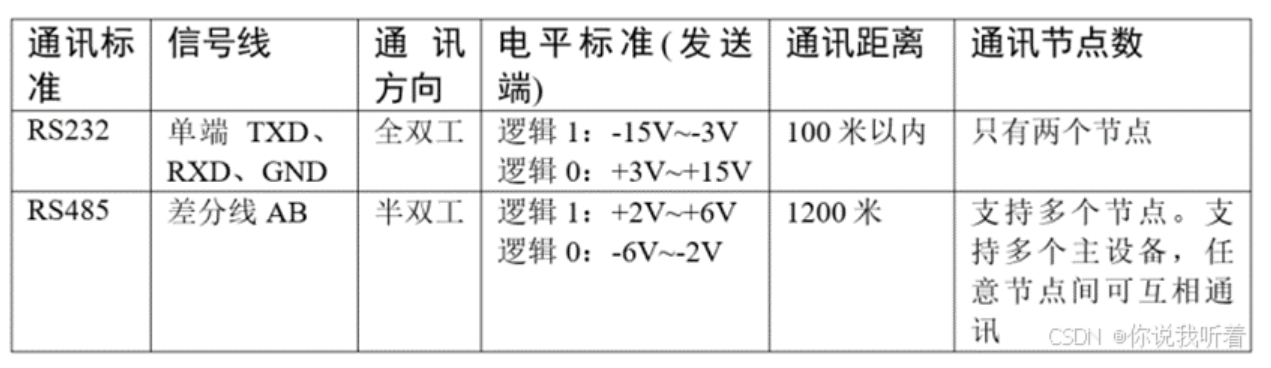 通讯标准 信号线 通讯方向 电平标准(发送端) 通讯距离 通讯节点数
RS232 单端 TXD、RXD、GND 全双工 逻辑 1：-15V~-3V 逻辑 0：+3V~+15V 100 米以内 只有两个节点
RS485 差分线 AB 半双工 逻辑 1：+2V~+6V 逻辑 0：-6V~-2V 1200 米 支持多个节点。支持多个主设备，任意节点间可互相通讯
CSDN @你说我听着